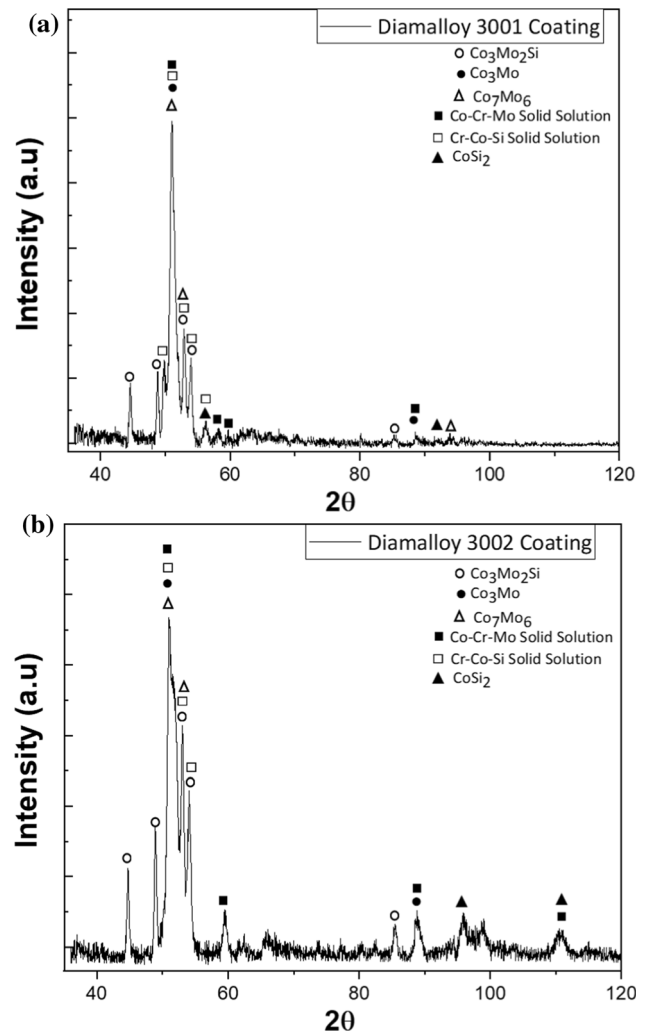 (a)
Diamalloy 3001 Coating
Co3Mo2Si
Co3Mo
Co7Mo6
Co-Cr-Mo Solid Solution
Cr-Co-Si Solid Solution
CoSi2
Intensity (a.u)
40 60 80 100 120
2θ
(b)
Diamalloy 3002 Coating
Co3Mo2Si
Co3Mo
Co7Mo6
Co-Cr-Mo Solid Solution
Cr-Co-Si Solid Solution
CoSi2
Intensity (a.u)
40 60 80 100 120
2θ